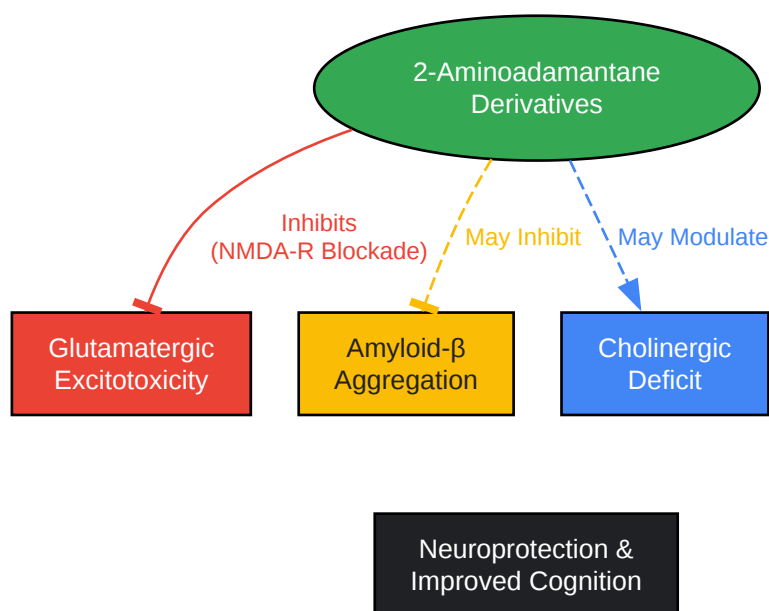 2-Aminoadamantane
Derivatives
Inhibits
(NMDA-R Blockade)
May Inhibit
May Modulate
Glutamatergic
Excitotoxicity
Amyloid-β
Aggregation
Cholinergic
Deficit
Neuroprotection &
Improved Cognition